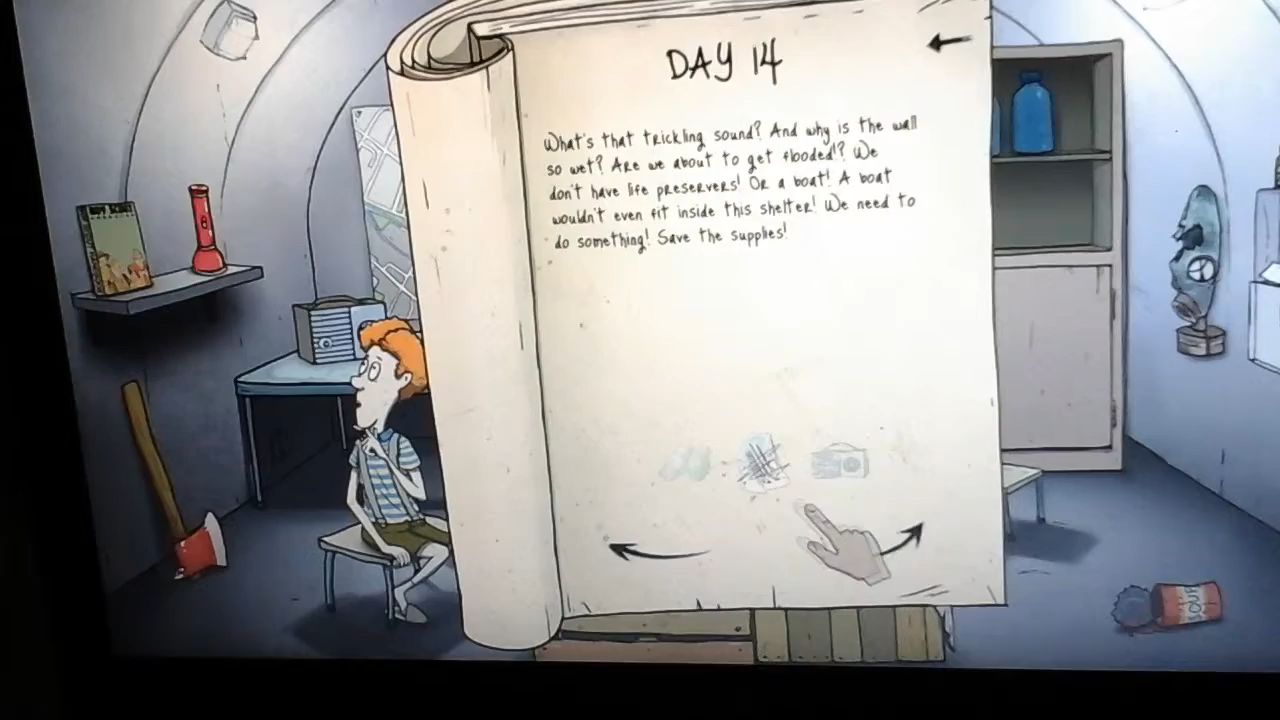 DAY 14
What's that trickling sound? And why is the wall
so wet? Are we about to get flooded!? We
don't have life preservers! Or a boat! A boat
wouldn't even fit inside this shelter! We need to
do something! Save the supplies!
SOUP